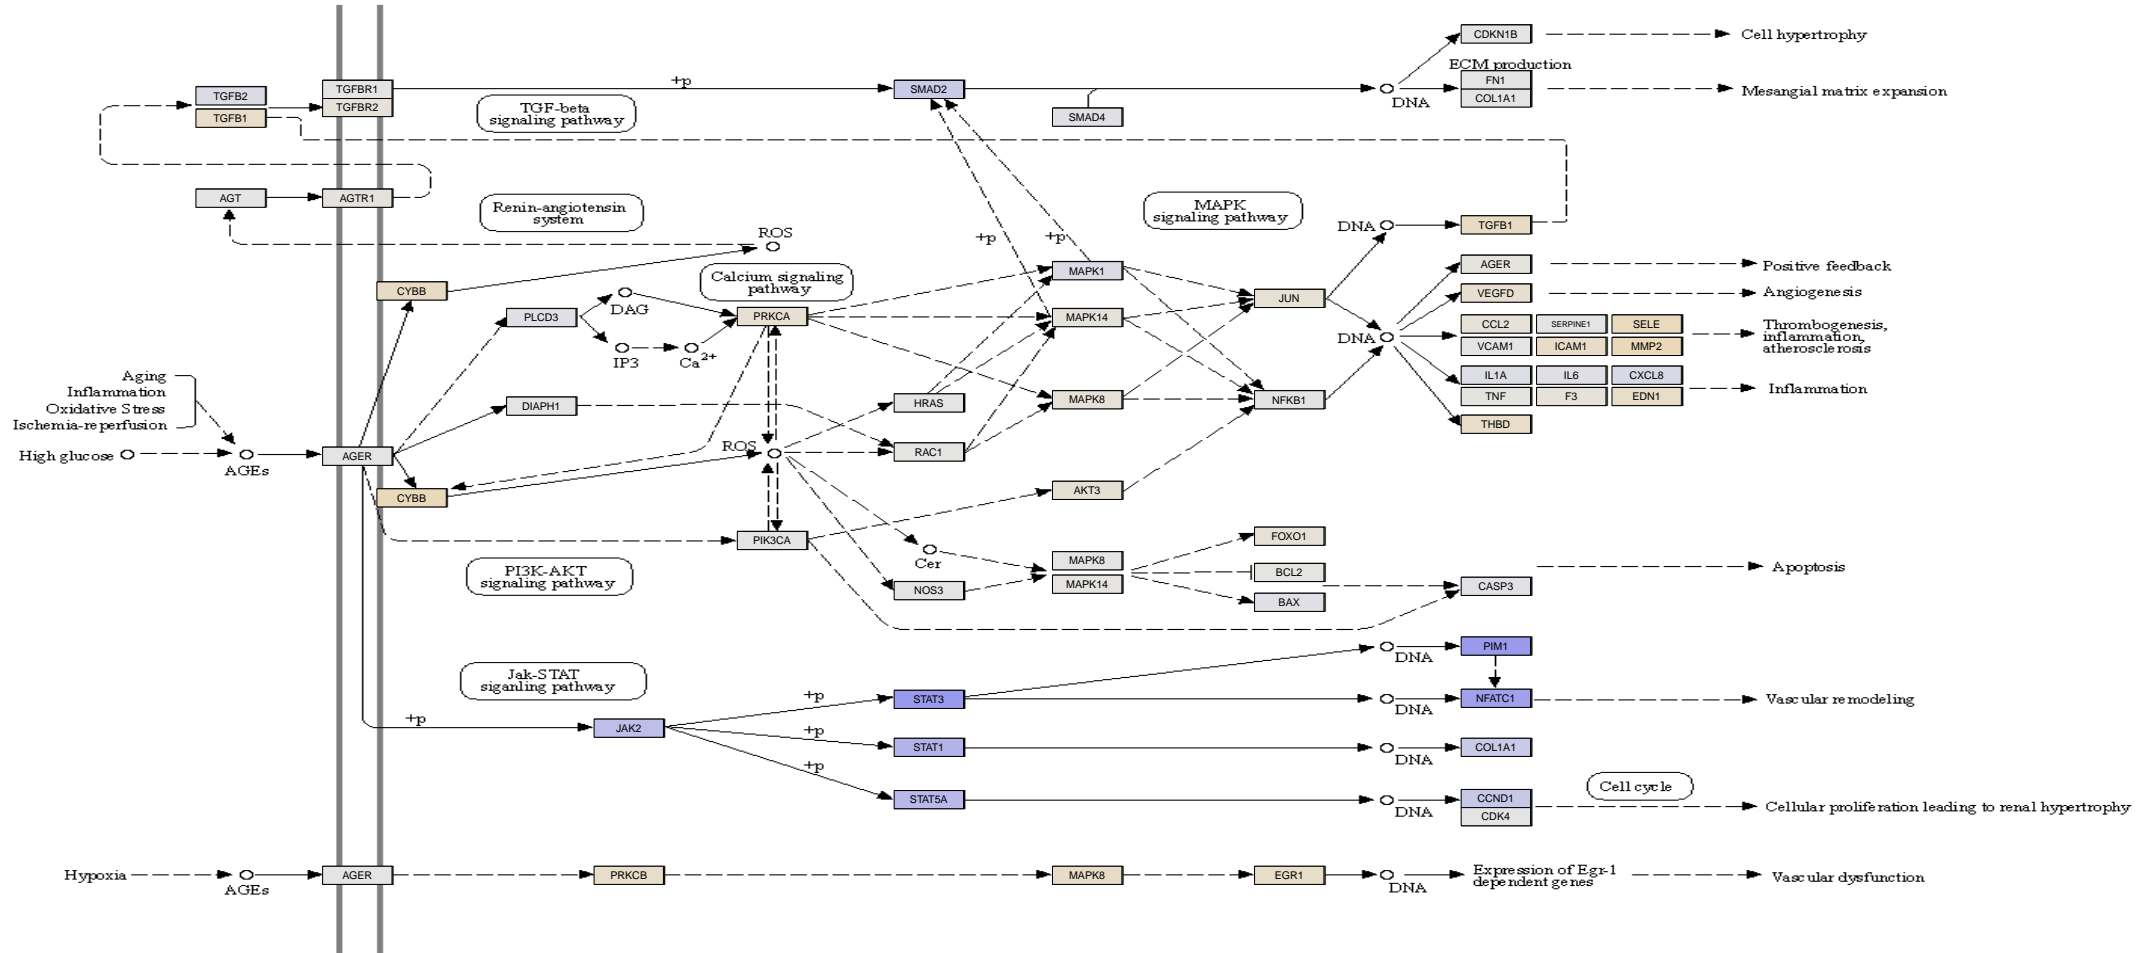 CDKN1B
Cell hypertrophy
ECM production
+p
TGFB2
TGFBR1
SMAD2
FN1
TGFBR2
COL1A1
DNA
Mesangial matrix expansion
TGFB1
TGF-beta
signaling pathway
SMAD4
AGT
AGTR1
Renin-angiotensin
system
MAPK
signaling pathway
DNA
TGFB1
ROS
+p
+p
AGER
Positive feedback
MAPK1
Calcium signaling
pathway
CYBB
VEGFD
Angiogenesis
JUN
DAG
PLCD3
PRKCA
MAPK14
CCL2
SERPINE1
SELE
Thrombogenesis,
inflammation,
atherosclerosis
DNA
VCAM1
ICAM1
MMP2
IP3
Ca2+
Aging
Inflammation
Oxidative Stress
Ischemia-reperfusion
IL1A
IL6
CXCL8
Inflammation
TNF
F3
EDN1
DIAPH1
HRAS
MAPK8
NFKB1
THBD
ROS
RAC1
High glucose
AGEs
AGER
CYBB
AKT3
PIK3CA
FOXO1
Cer
MAPK8
MAPK14
BCL2
BAX
Apoptosis
CASP3
NOS3
PI3K-AKT
signaling pathway
DNA
PIM1
Jak-STAT
siganling pathway
+p
STAT3
DNA
NFATC1
Vascular remodeling
+p
JAK2
+p
STAT1
DNA
COL1A1
+p
STAT5A
DNA
CCND1
CDK4
Cell cycle
Cellular proliferation leading to renal hypertrophy
Hypoxia
AGEs
AGER
PRKCB
MAPK8
EGR1
DNA
Expression of Egr-1
dependent genes
Vascular dysfunction